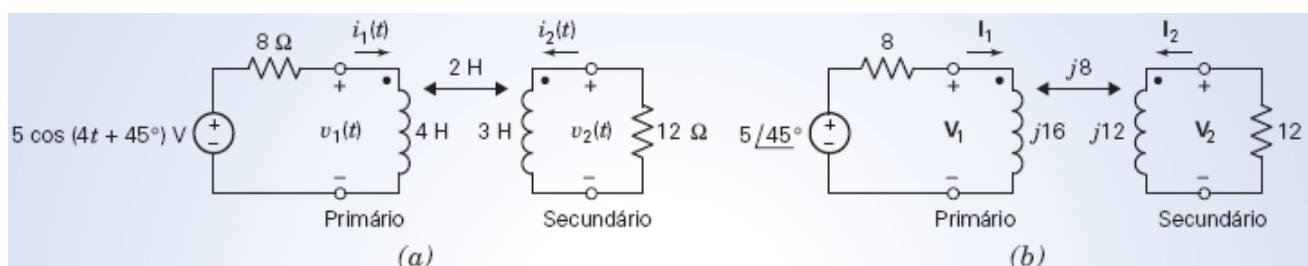 i₁(t) i₂(t) I₁ I₂
8 Ω 2 H 8 j8
+ + + +
5 cos (4t + 45°) V + − v₁(t) 4 H 3 H v₂(t) 12 Ω 5 /45° + − V₁ j16 j12 V₂ 12
− − − −
Primário Secundário Primário Secundário
(a) (b)